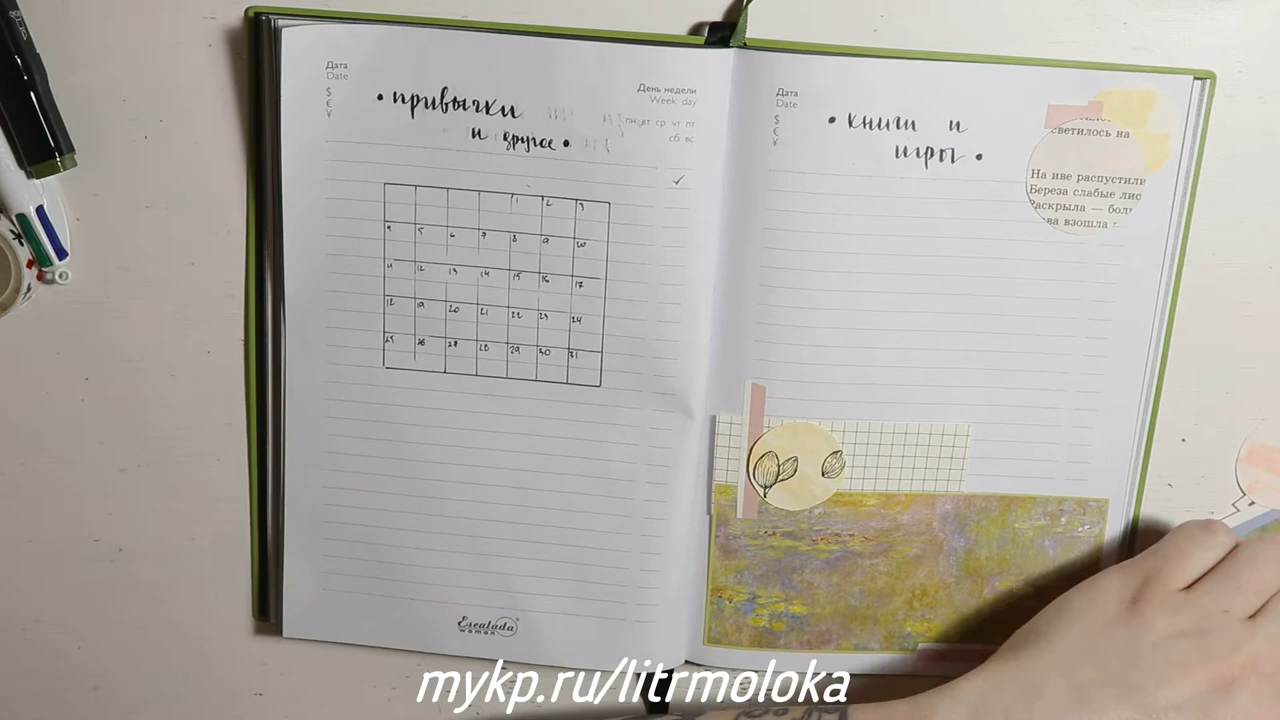 Дата
Date
$
€
¥
• привычки
и другое •
День недели
Week day
пн вт ср чт пт
сб вс
✓
1 2 3
4 5 6 7 8 9 10
11 12 13 14 15 16 17
18 19 20 21 22 23 24
25 26 27 28 29 30 31
Escalada
woman
Дата
Date
$
€
¥
• книги и
игры •
светилось на
На иве распустили
Береза слабые лис
Раскрыла — бол
ва взошла
mykp.ru/litrmoloka